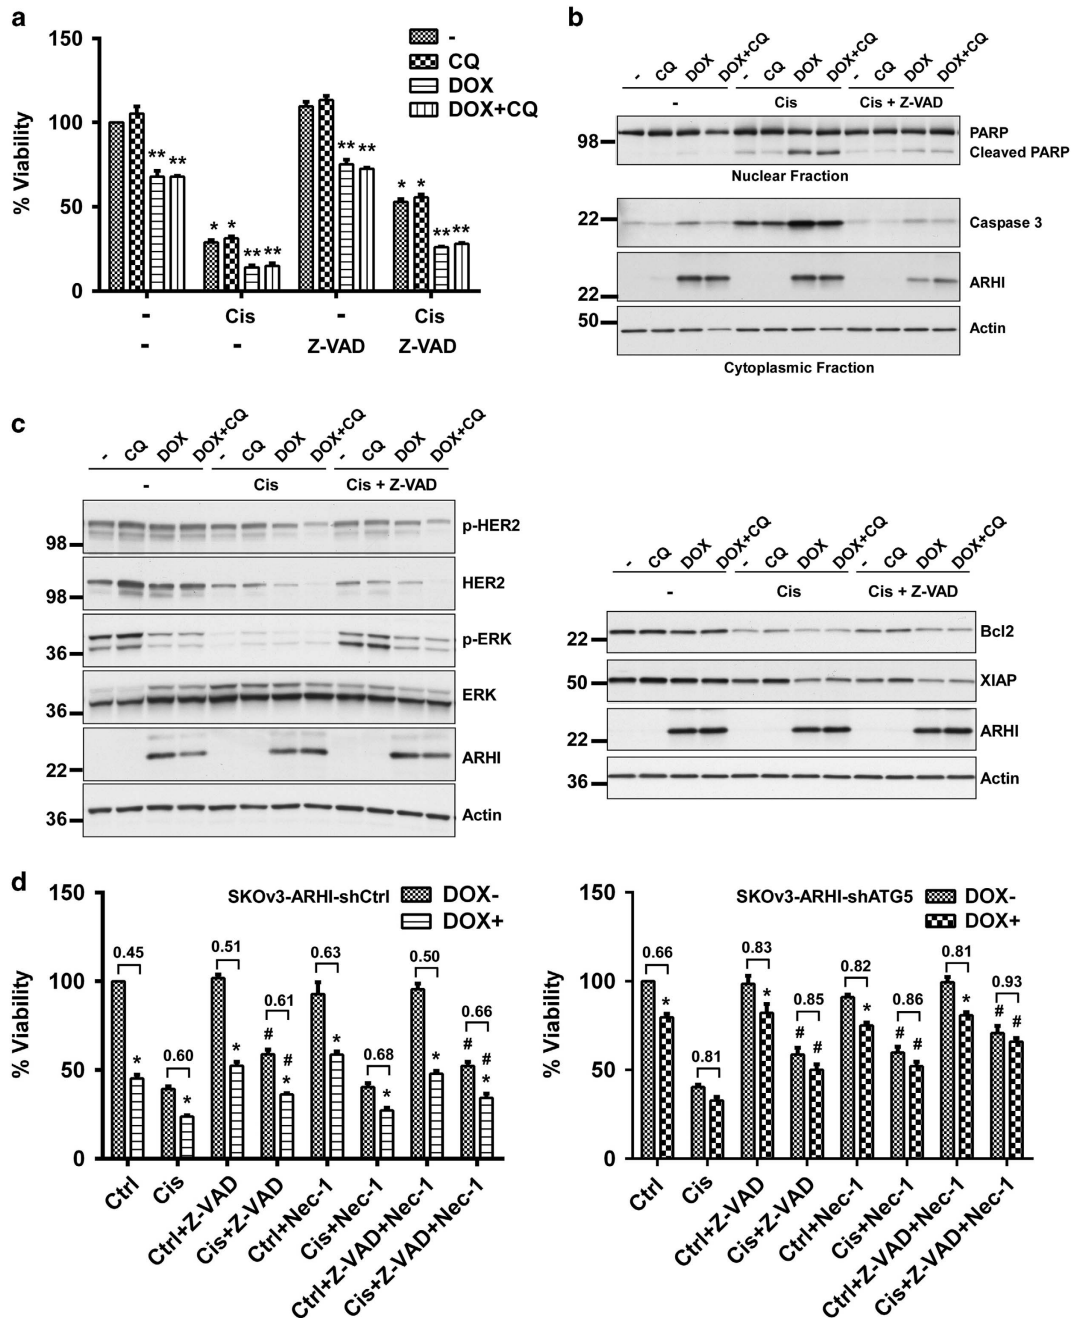 a
150
100
50
0
% Viability
-
CQ
DOX
DOX+CQ
** **
* *
** **
** **
* *
** **
- Cis - Cis
- - Z-VAD Z-VAD
b
- CQ DOX DOX+CQ - CQ DOX DOX+CQ - CQ DOX DOX+CQ
- Cis Cis + Z-VAD
98
PARP
Cleaved PARP
Nuclear Fraction
22
Caspase 3
22
ARHI
50
Actin
Cytoplasmic Fraction
c
- CQ DOX DOX+CQ - CQ DOX DOX+CQ - CQ DOX DOX+CQ
- Cis Cis + Z-VAD
98
p-HER2
98
HER2
36
p-ERK
36
ERK
22
ARHI
36
Actin
- CQ DOX DOX+CQ - CQ DOX DOX+CQ - CQ DOX DOX+CQ
- Cis Cis + Z-VAD
22
Bcl2
50
XIAP
22
ARHI
36
Actin
d
150
100
50
0
% Viability
SKOv3-ARHI-shCtrl
DOX-
DOX+
0.45 0.60 0.51 0.61 0.63 0.68 0.50 0.66
* * * # # * * * * # # *
Ctrl
Cis
Ctrl+Z-VAD
Cis+Z-VAD
Ctrl+Nec-1
Cis+Nec-1
Ctrl+Z-VAD+Nec-1
Cis+Z-VAD+Nec-1
150
100
50
0
% Viability
SKOv3-ARHI-shATG5
DOX-
DOX+
0.66 0.81 0.83 0.85 0.82 0.86 0.81 0.93
* * # # * # # * # #
Ctrl
Cis
Ctrl+Z-VAD
Cis+Z-VAD
Ctrl+Nec-1
Cis+Nec-1
Ctrl+Z-VAD+Nec-1
Cis+Z-VAD+Nec-1